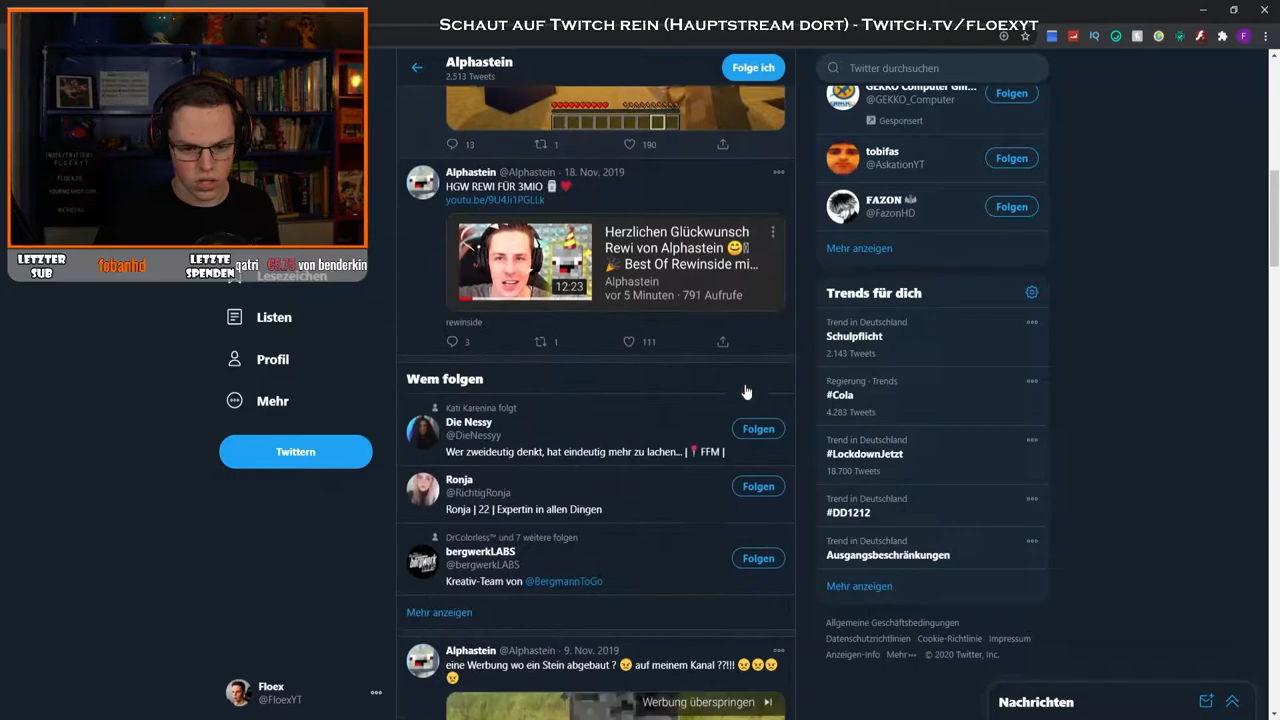 Schaut auf Twitch rein (Hauptstream dort) - Twitch.tv/floexyt
LETZTER SUB
febanhd
LETZTE SPENDEN
qatri €5.75 von benderkin
Lesezeichen
Listen
Profil
Mehr
Twittern
Floex
@FloexYT
Alphastein
2.513 Tweets
Folge ich
13 1 190
Alphastein @Alphastein · 18. Nov. 2019
HGW REWI FÜR 3MIO
youtu.be/9U4Ji1PGLLk
Herzlichen Glückwunsch
Rewi von Alphastein
Best Of Rewinside mi...
Alphastein
vor 5 Minuten · 791 Aufrufe
12:23
rewinside
3 1 111
Wem folgen
Kati Karenina folgt
Die Nessy
@DieNessyy
Folgen
Wer zweideutig denkt, hat eindeutig mehr zu lachen... | FFM |
Ronja
@RichtigRonja
Folgen
Ronja | 22 | Expertin in allen Dingen
DrColorless™ und 7 weitere folgen
bergwerkLABS
@bergwerkLABS
Folgen
Kreativ-Team von @BergmannToGo
Mehr anzeigen
Alphastein @Alphastein · 9. Nov. 2019
eine Werbung wo ein Stein abgebaut ? auf meinem Kanal ??!!!
Werbung überspringen
Twitter durchsuchen
GEKKO Computer Gm...
@GEKKO_Computer
Folgen
Gesponsert
tobifas
@AskationYT
Folgen
FAZON
@FazonHD
Folgen
Mehr anzeigen
Trends für dich
Trend in Deutschland
Schulpflicht
2.143 Tweets
Regierung · Trends
#Cola
4.283 Tweets
Trend in Deutschland
#LockdownJetzt
18.700 Tweets
Trend in Deutschland
#DD1212
Trend in Deutschland
Ausgangsbeschränkungen
Mehr anzeigen
Allgemeine Geschäftsbedingungen
Datenschutzrichtlinien Cookie-Richtlinie Impressum
Anzeigen-Info Mehr··· © 2020 Twitter, Inc.
Nachrichten